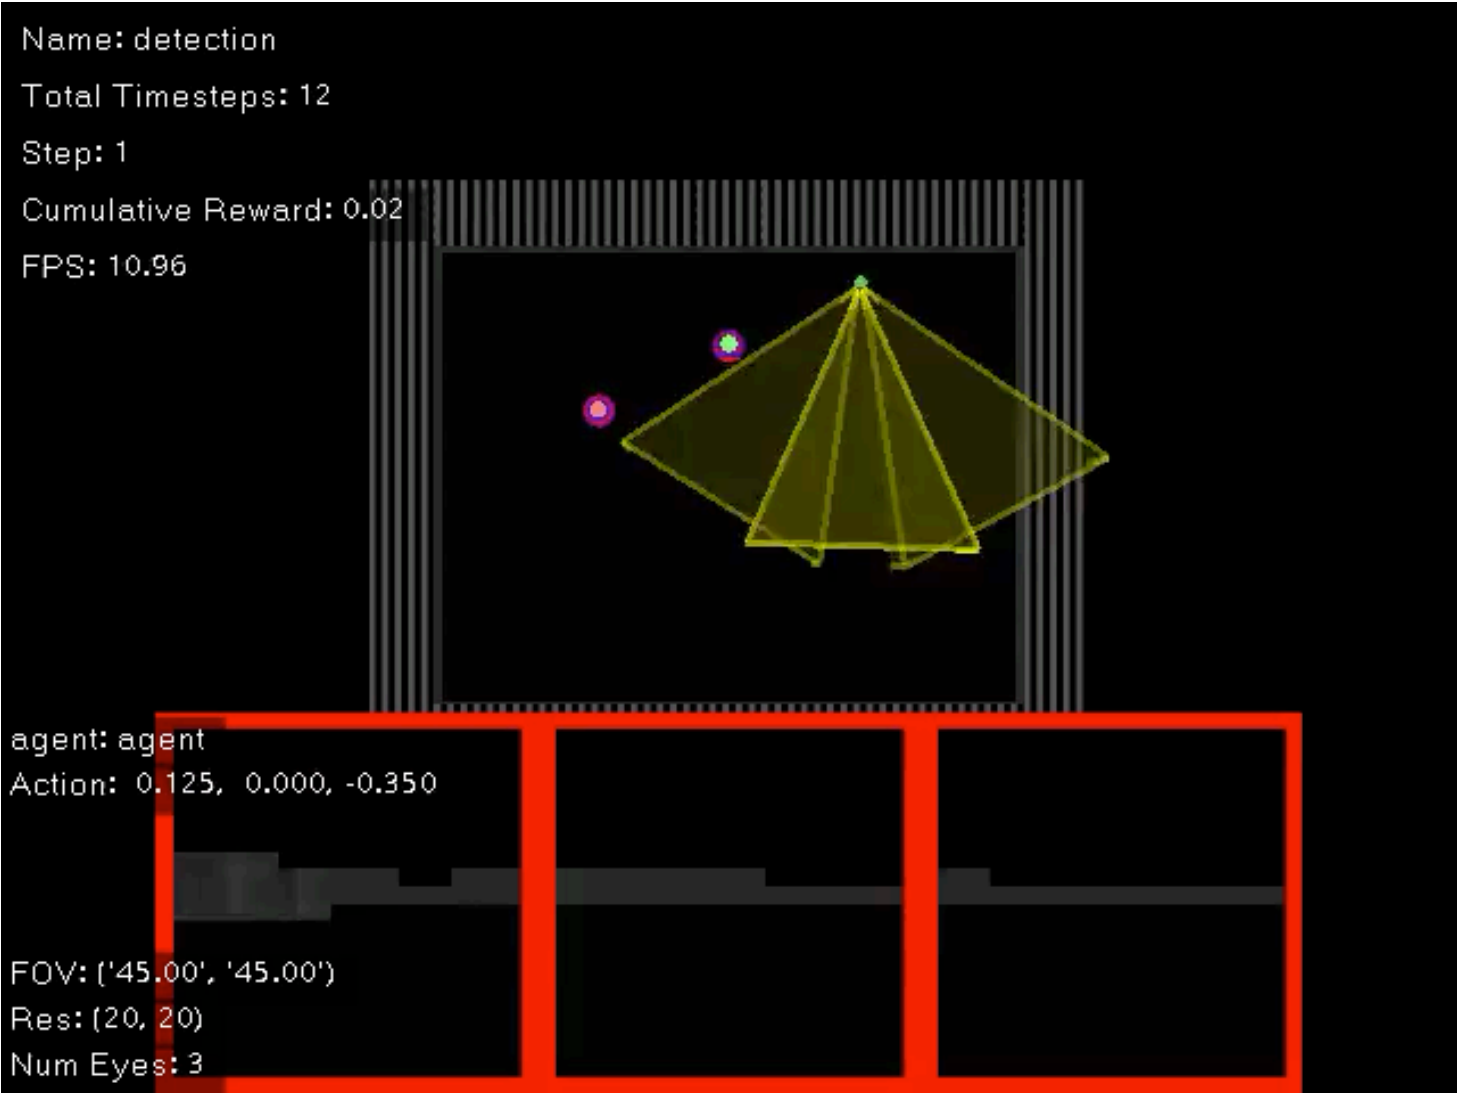 Name: detection
Total Timesteps: 12
Step: 1
Cumulative Reward: 0.02
FPS: 10.96
agent: agent
Action: 0.125, 0.000, -0.350
FOV: ('45.00', '45.00')
Res: (20, 20)
Num Eyes: 3